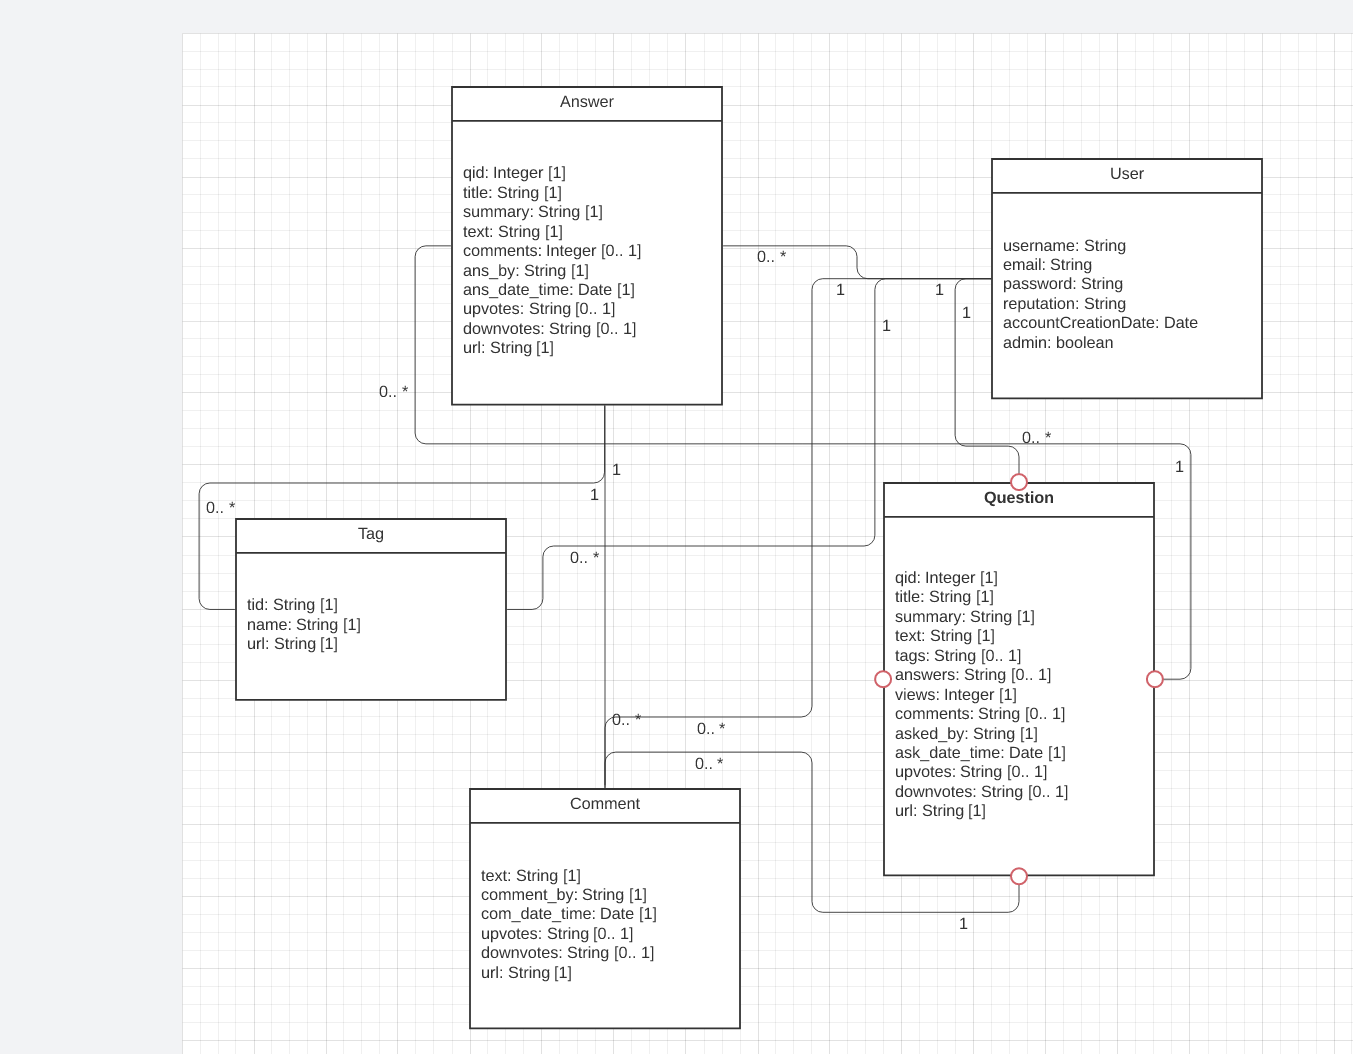 Answer
qid: Integer [1]
title: String [1]
summary: String [1]
text: String [1]
comments: Integer [0.. 1]
ans_by: String [1]
ans_date_time: Date [1]
upvotes: String [0.. 1]
downvotes: String [0.. 1]
url: String [1]
User
username: String
email: String
password: String
reputation: String
accountCreationDate: Date
admin: boolean
0.. *
1
1
1
1
0.. *
0.. *
1
1
1
0.. *
0.. *
Tag
tid: String [1]
name: String [1]
url: String [1]
Question
qid: Integer [1]
title: String [1]
summary: String [1]
text: String [1]
tags: String [0.. 1]
answers: String [0.. 1]
views: Integer [1]
comments: String [0.. 1]
asked_by: String [1]
ask_date_time: Date [1]
upvotes: String [0.. 1]
downvotes: String [0.. 1]
url: String [1]
0.. *
0.. *
0.. *
Comment
text: String [1]
comment_by: String [1]
com_date_time: Date [1]
upvotes: String [0.. 1]
downvotes: String [0.. 1]
url: String [1]
1